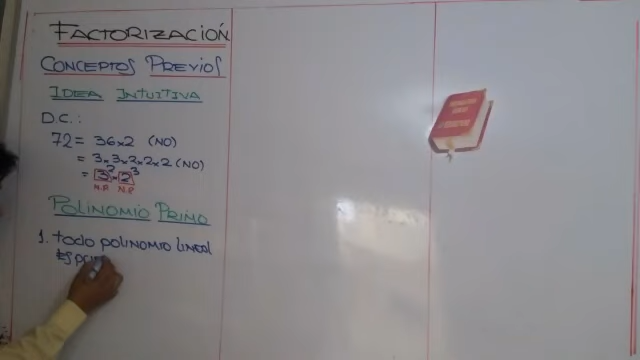 FACTORIZACIÓN
CONCEPTOS PREVIOS
IDEA INTUITIVA
D.C.:
72 = 36 x 2 (NO)
= 3 x 3 x 2 x 2 x 2 (NO)
= 3² x 2³
N.P. N.P.
POLINOMIO PRIMO
1. TODO POLINOMIO LINEAL
ES